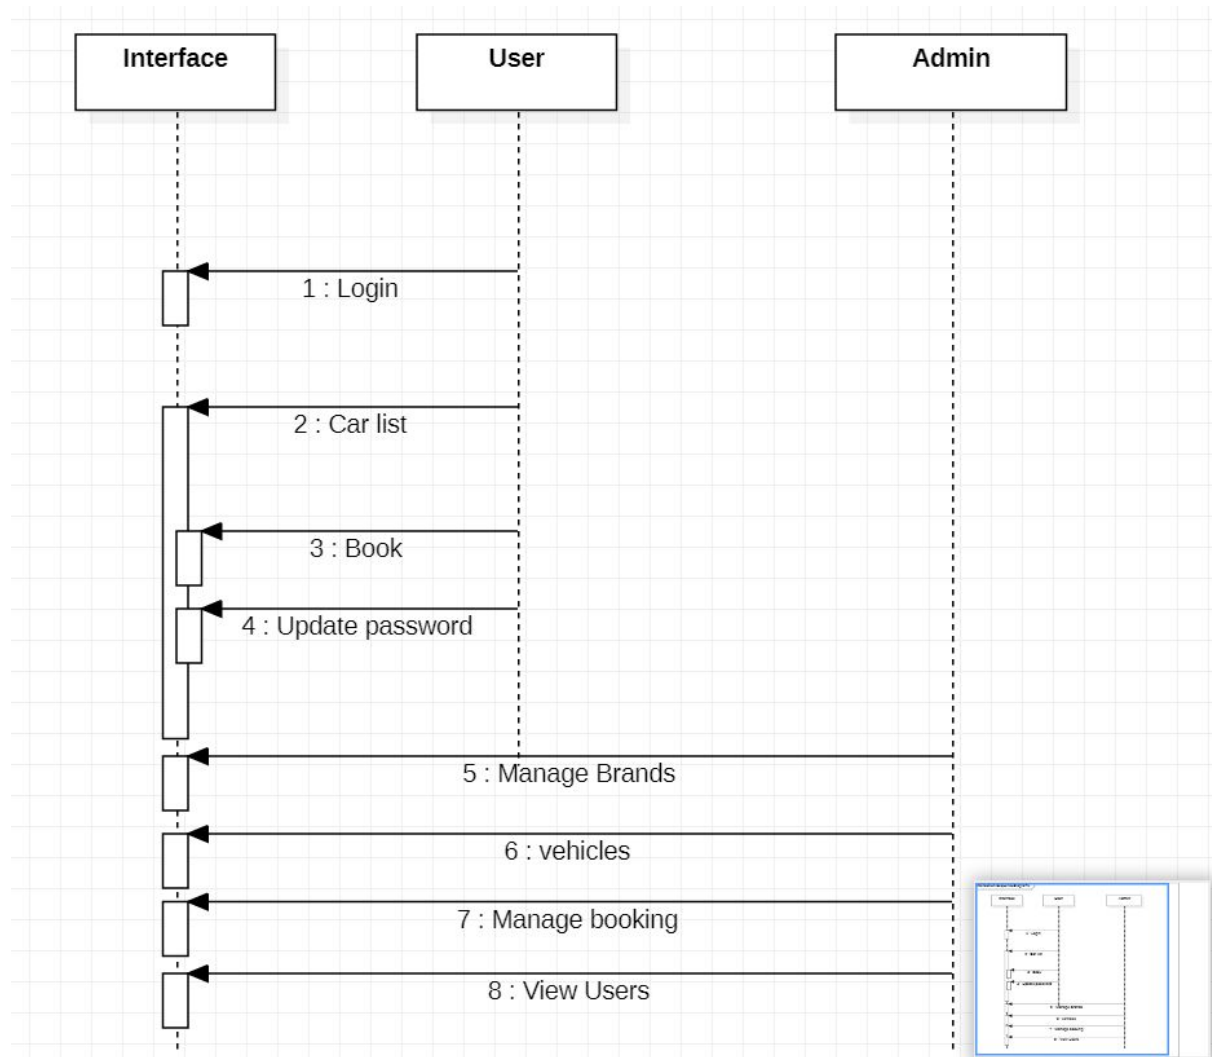 Interface
User
Admin
1 : Login
2 : Car list
3 : Book
4 : Update password
5 : Manage Brands
6 : vehicles
7 : Manage booking
8 : View Users